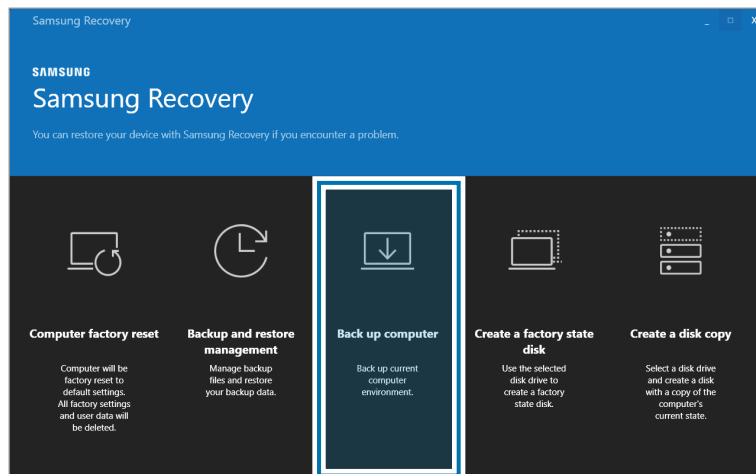 Samsung Recovery
SAMSUNG
Samsung Recovery
You can restore your device with Samsung Recovery if you encounter a problem.
Computer factory reset
Computer will be
factory reset to
default settings.
All factory settings
and user data will
be deleted.
Backup and restore
management
Manage backup
files and restore
your backup data.
Back up computer
Back up current
computer
environment.
Create a factory state
disk
Use the selected
disk drive to
create a factory
state disk.
Create a disk copy
Select a disk drive
and create a disk
with a copy of the
computer's
current state.